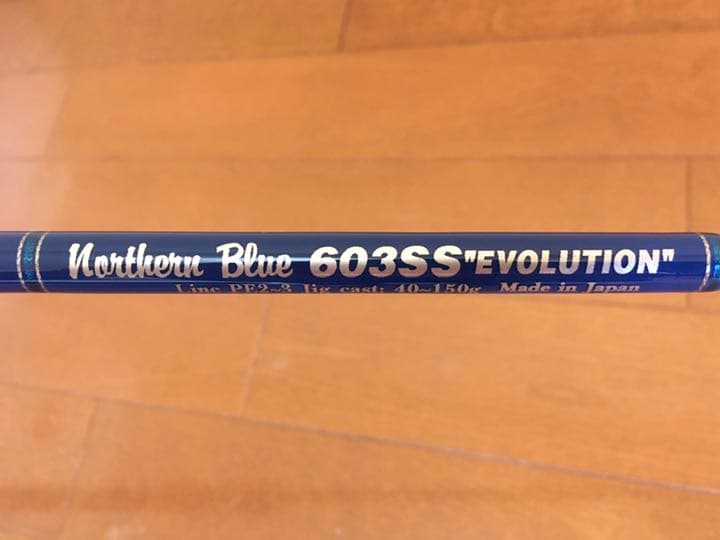 Northern Blue 603SS "EVOLUTION"
Line PE2~3 Jig cast: 40~150g Made in Japan